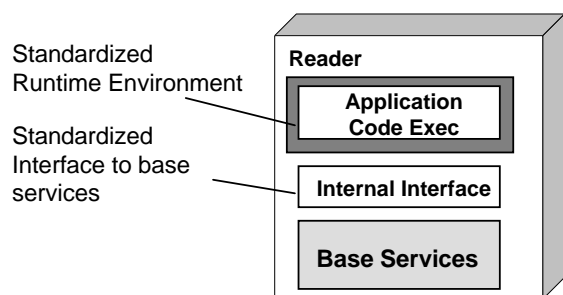 Standardized
Runtime Environment
Standardized
Interface to base
services
Reader
Application
Code Exec
Internal Interface
Base Services